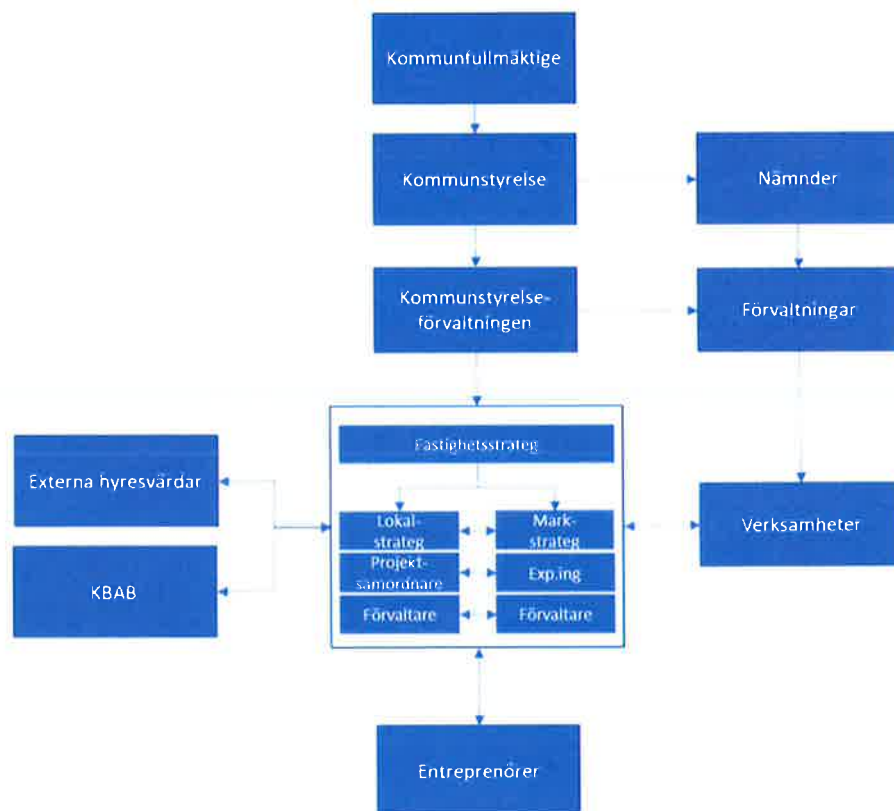 Kommunfullmäktige
Kommunstyrelse
Nämnder
Kommunstyrelse-
förvaltningen
Förvaltningar
Fastighetsstrateg
Externa hyresvärdar
Lokal-
strateg
Mark-
strateg
Verksamheter
Projekt-
samordnare
Exp.ing
KBAB
Förvaltare
Förvaltare
Entreprenörer